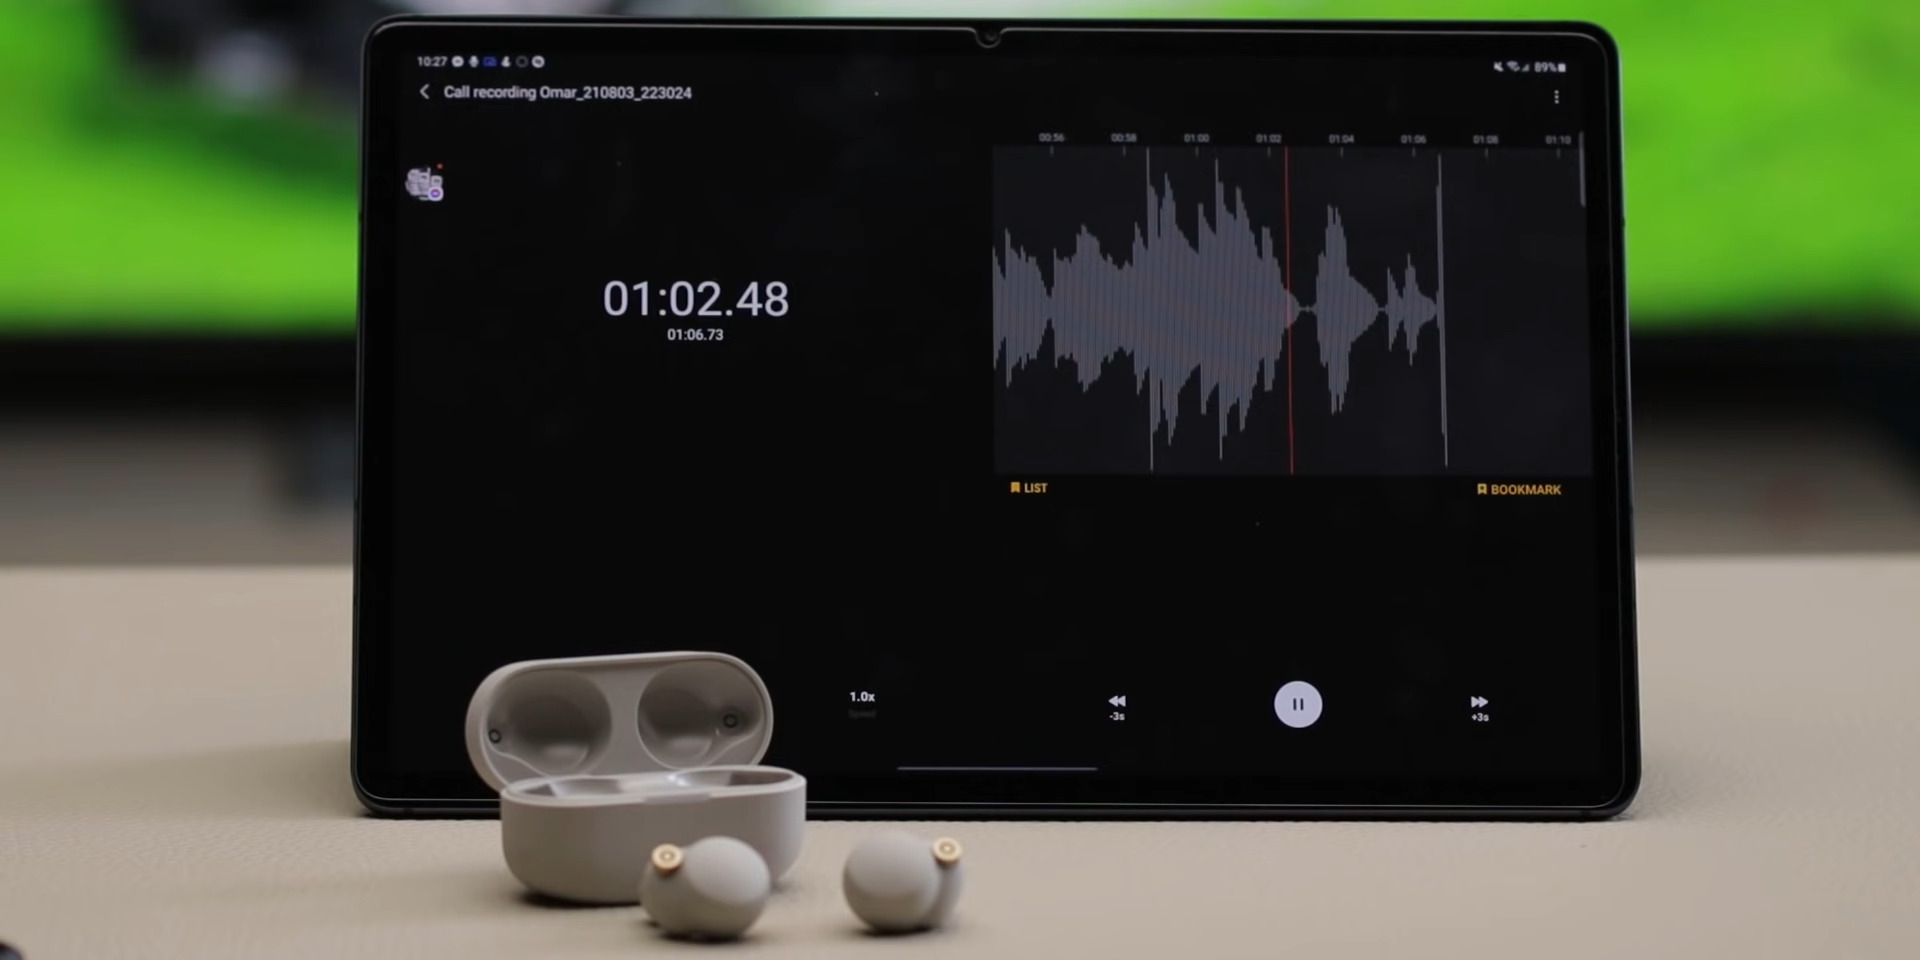 10:27
89%
Call recording Omar_210803_223024
00:56 00:58 01:00 01:02 01:04 01:06 01:08 01:10
01:02.48
01:06.73
LIST
BOOKMARK
1.0x
Speed
-3s
+3s